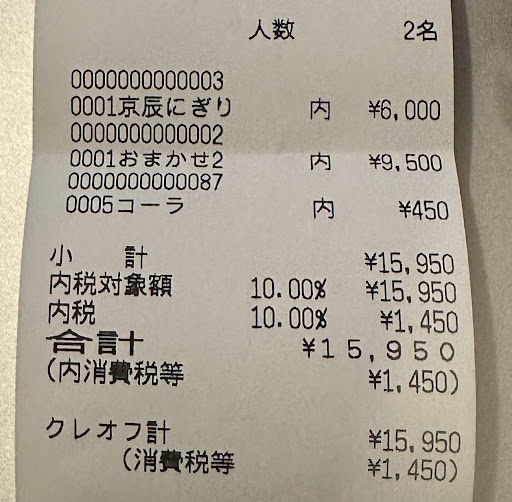 人数 2名
0000000000003
0001京辰にぎり 内 ¥6,000
0000000000002
0001おまかせ2 内 ¥9,500
0000000000087
0005コーラ 内 ¥450
小 計 ¥15,950
内税対象額 10.00% ¥15,950
内税 10.00% ¥1,450
合計 ¥15,950
(内消費税等 ¥1,450)
クレオフ計 ¥15,950
(消費税等 ¥1,450)